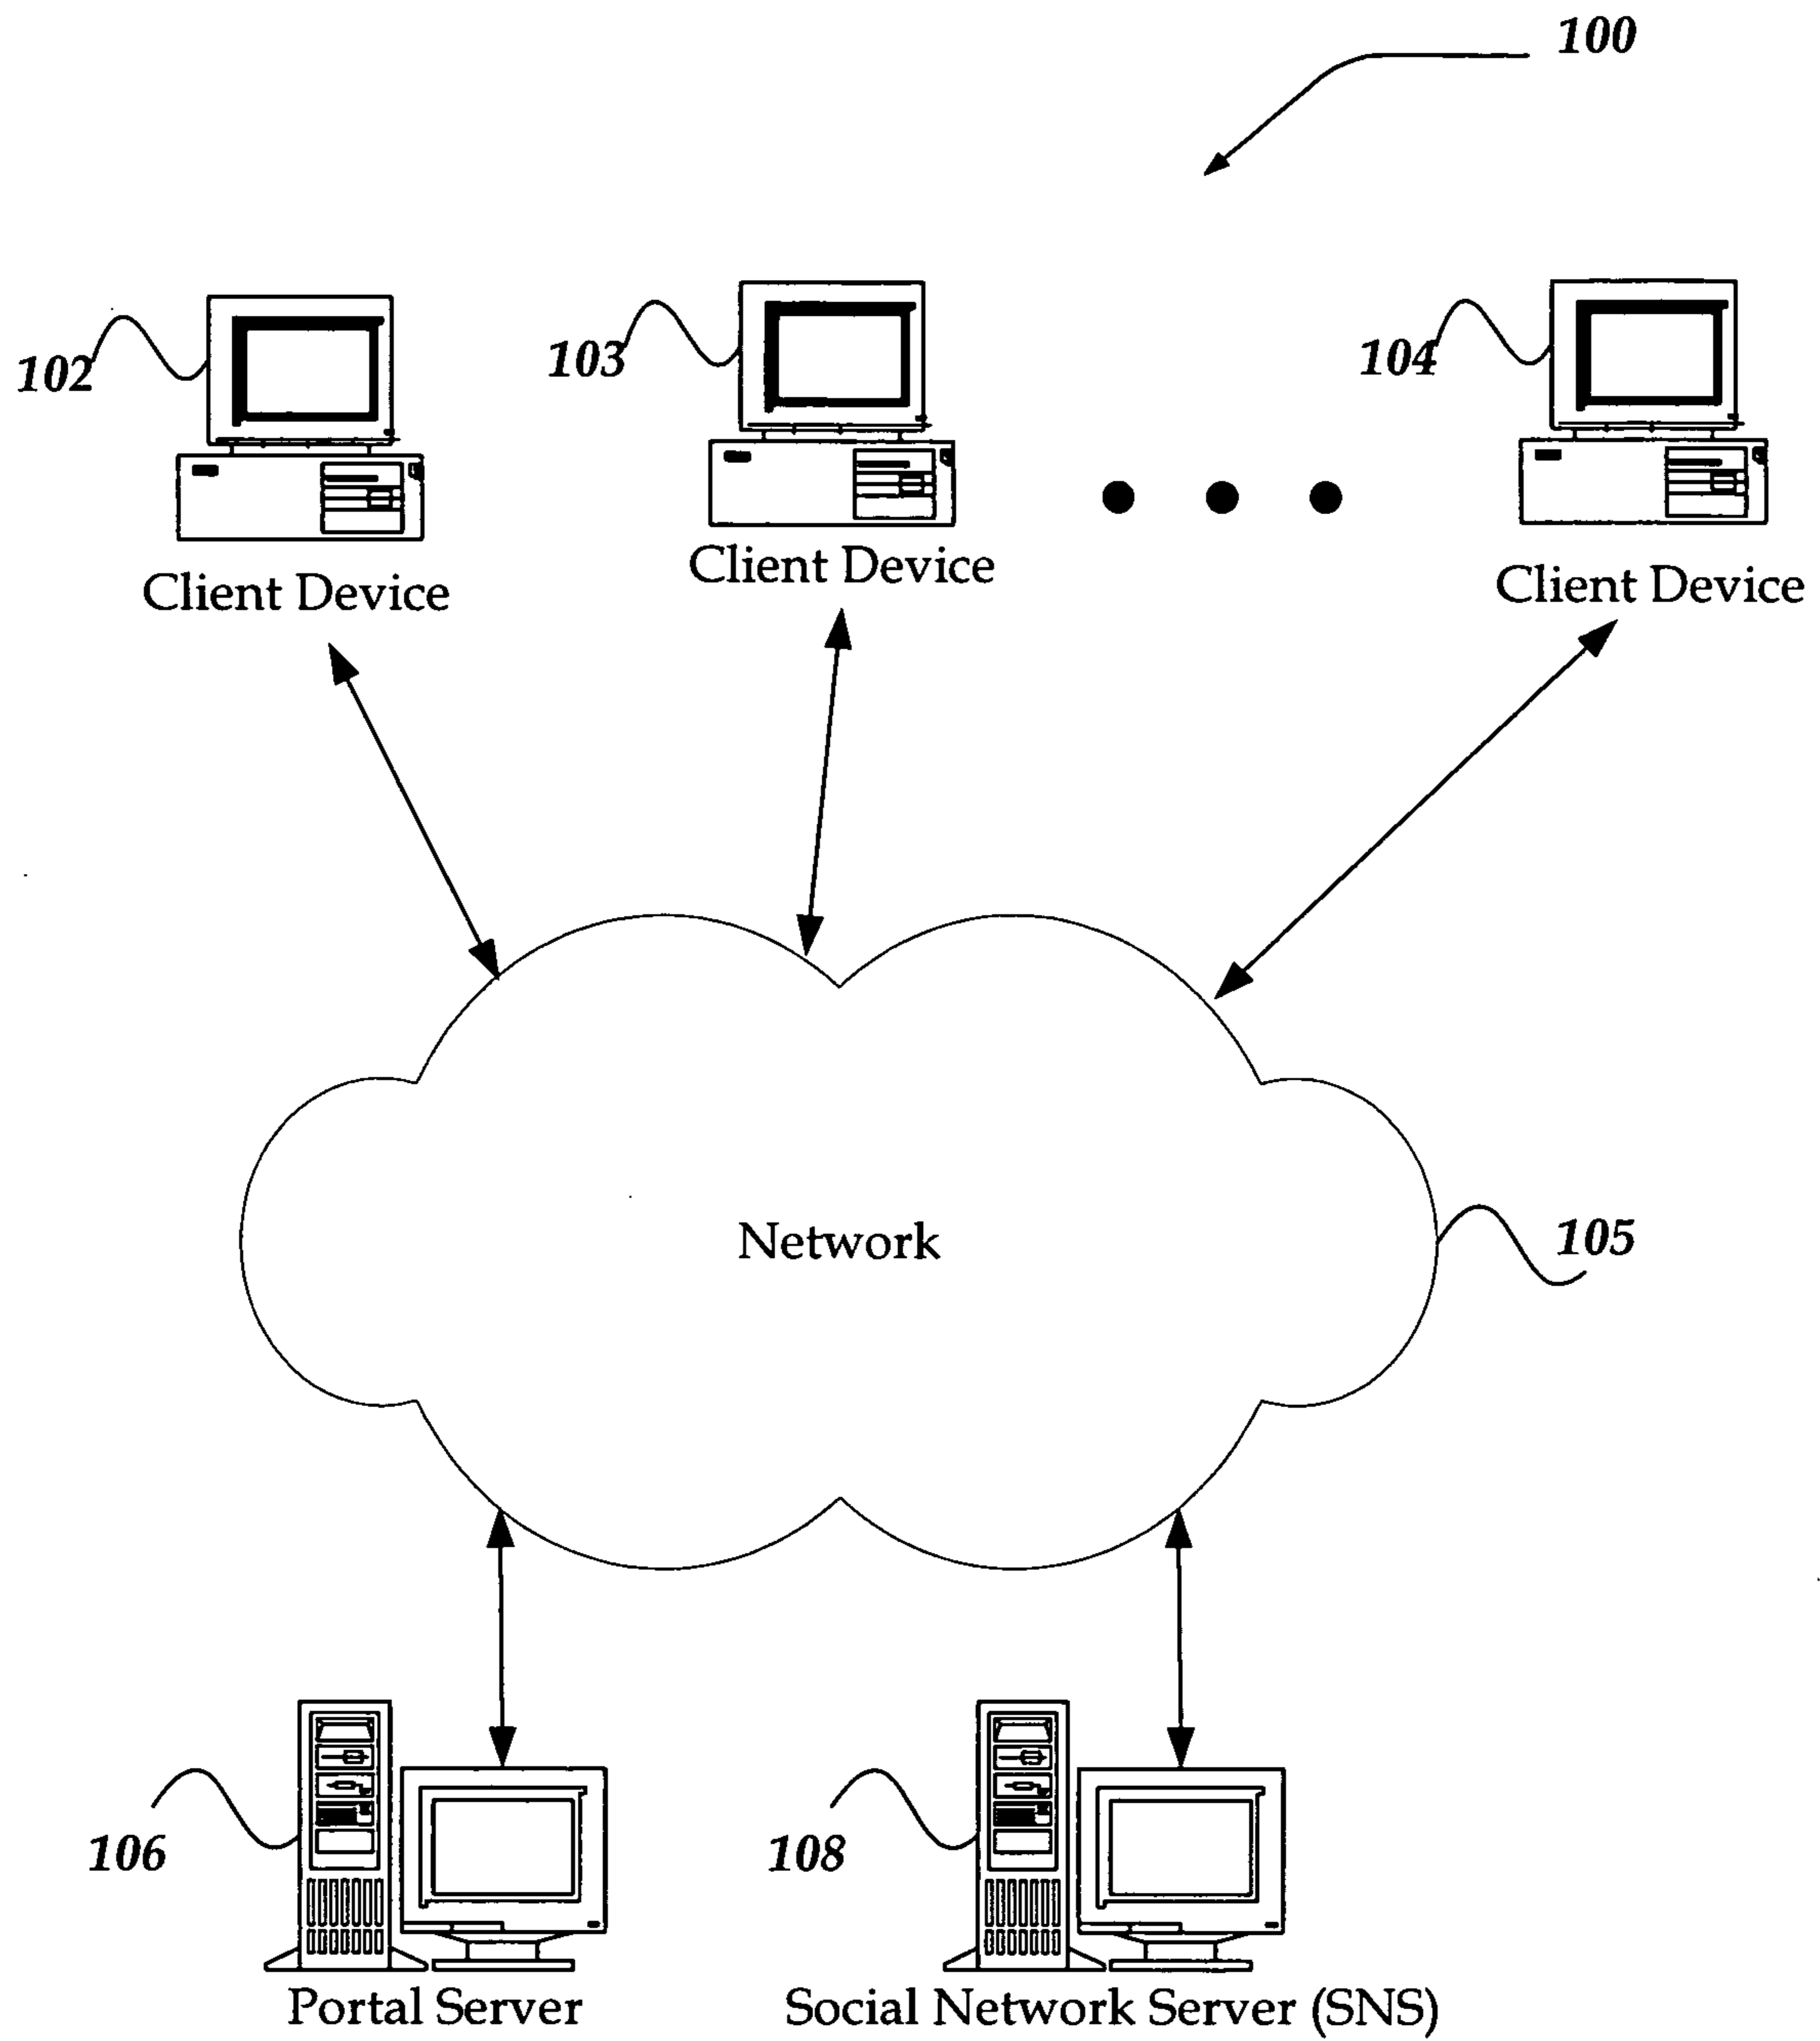 100
102
103
104
Client Device
Client Device
Client Device
Network
105
106
108
Portal Server
Social Network Server (SNS)